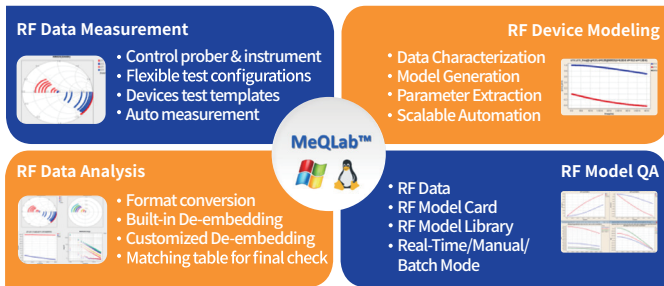 RF Data Measurement
• Control prober & instrument
• Flexible test configurations
• Devices test templates
• Auto measurement
RF Device Modeling
• Data Characterization
• Model Generation
• Parameter Extraction
• Scalable Automation
MeQLab™
RF Data Analysis
• Format conversion
• Built-in De-embedding
• Customized De-embedding
• Matching table for final check
RF Model QA
• RF Data
• RF Model Card
• RF Model Library
• Real-Time/Manual/
Batch Mode